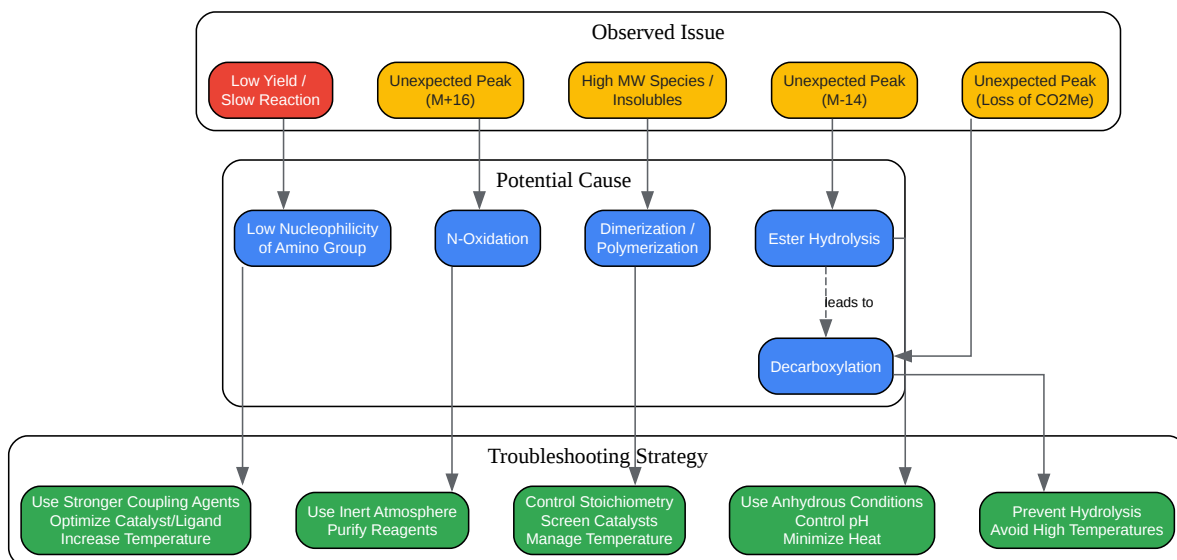 Observed Issue
Low Yield /
Slow Reaction
Unexpected Peak
(M+16)
High MW Species /
Insolubles
Unexpected Peak
(M-14)
Unexpected Peak
(Loss of CO2Me)
Potential Cause
Low Nucleophilicity
of Amino Group
N-Oxidation
Dimerization /
Polymerization
Ester Hydrolysis
leads to
Decarboxylation
Troubleshooting Strategy
Use Stronger Coupling Agents
Optimize Catalyst/Ligand
Increase Temperature
Use Inert Atmosphere
Purify Reagents
Control Stoichiometry
Screen Catalysts
Manage Temperature
Use Anhydrous Conditions
Control pH
Minimize Heat
Prevent Hydrolysis
Avoid High Temperatures